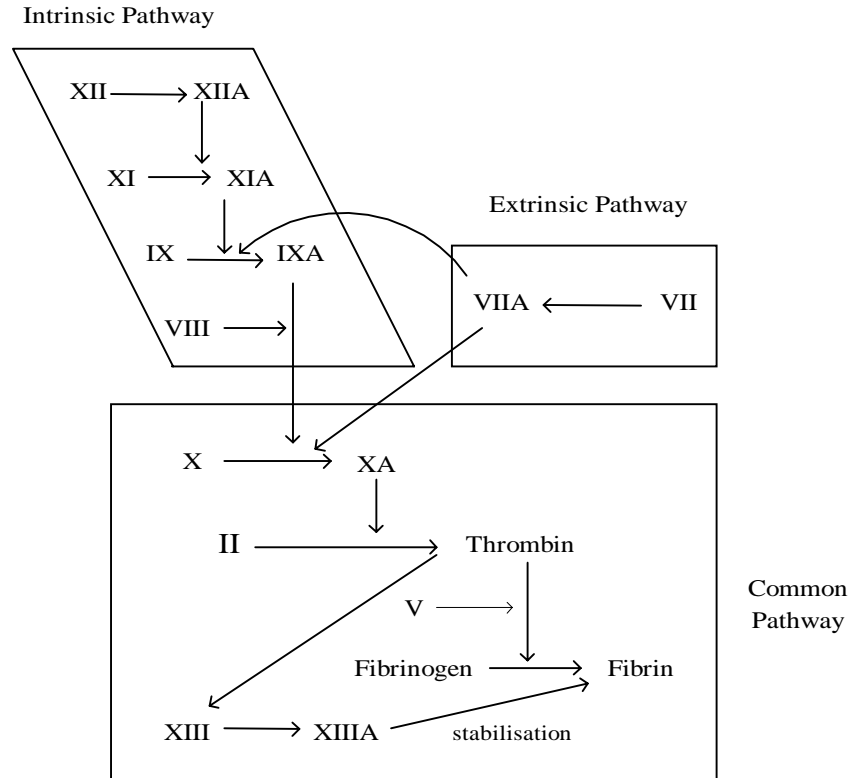 Intrinsic Pathway
XII XIIA
XI XIA
Extrinsic Pathway
IX IXA
VIIA VII
VIII
X XA
II Thrombin
Common
Pathway
V
Fibrinogen Fibrin
XIII XIIIA stabilisation